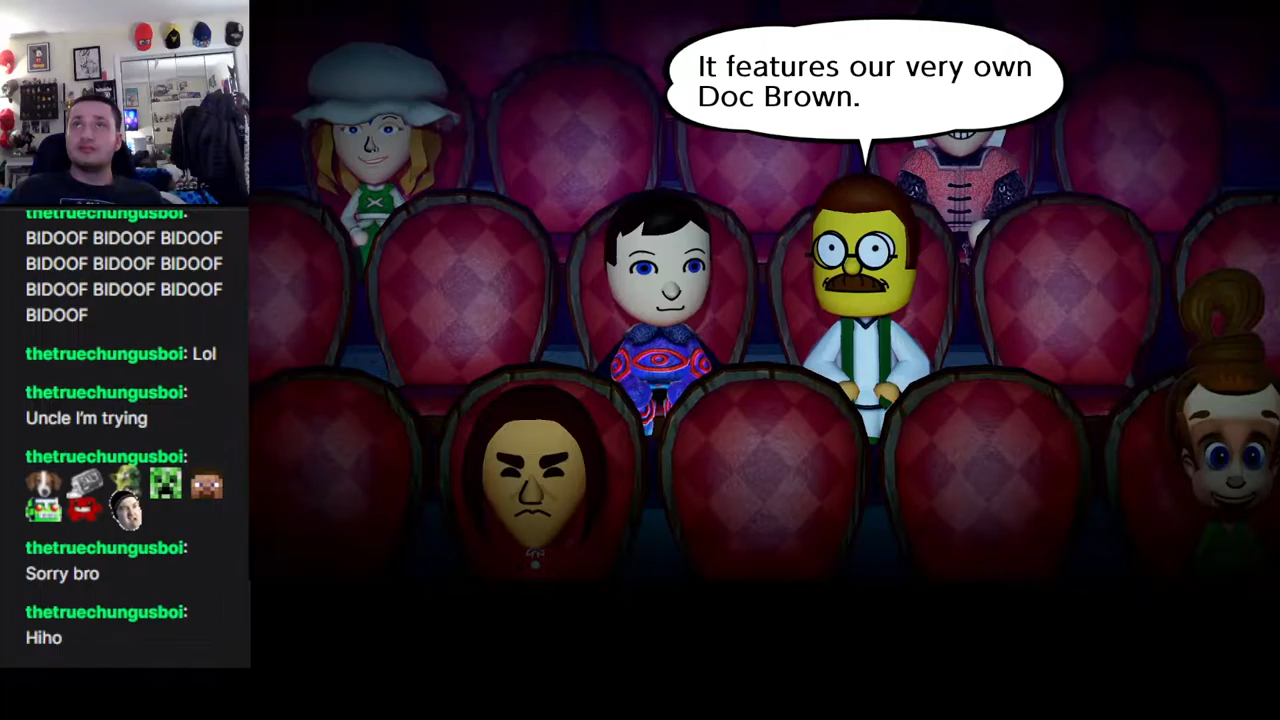 It features our very own
Doc Brown.
thetruechungusboi:
BIDOOF BIDOOF BIDOOF
BIDOOF BIDOOF BIDOOF
BIDOOF BIDOOF BIDOOF
BIDOOF
thetruechungusboi: Lol
thetruechungusboi:
Uncle I'm trying
thetruechungusboi:
thetruechungusboi:
Sorry bro
thetruechungusboi:
Hiho